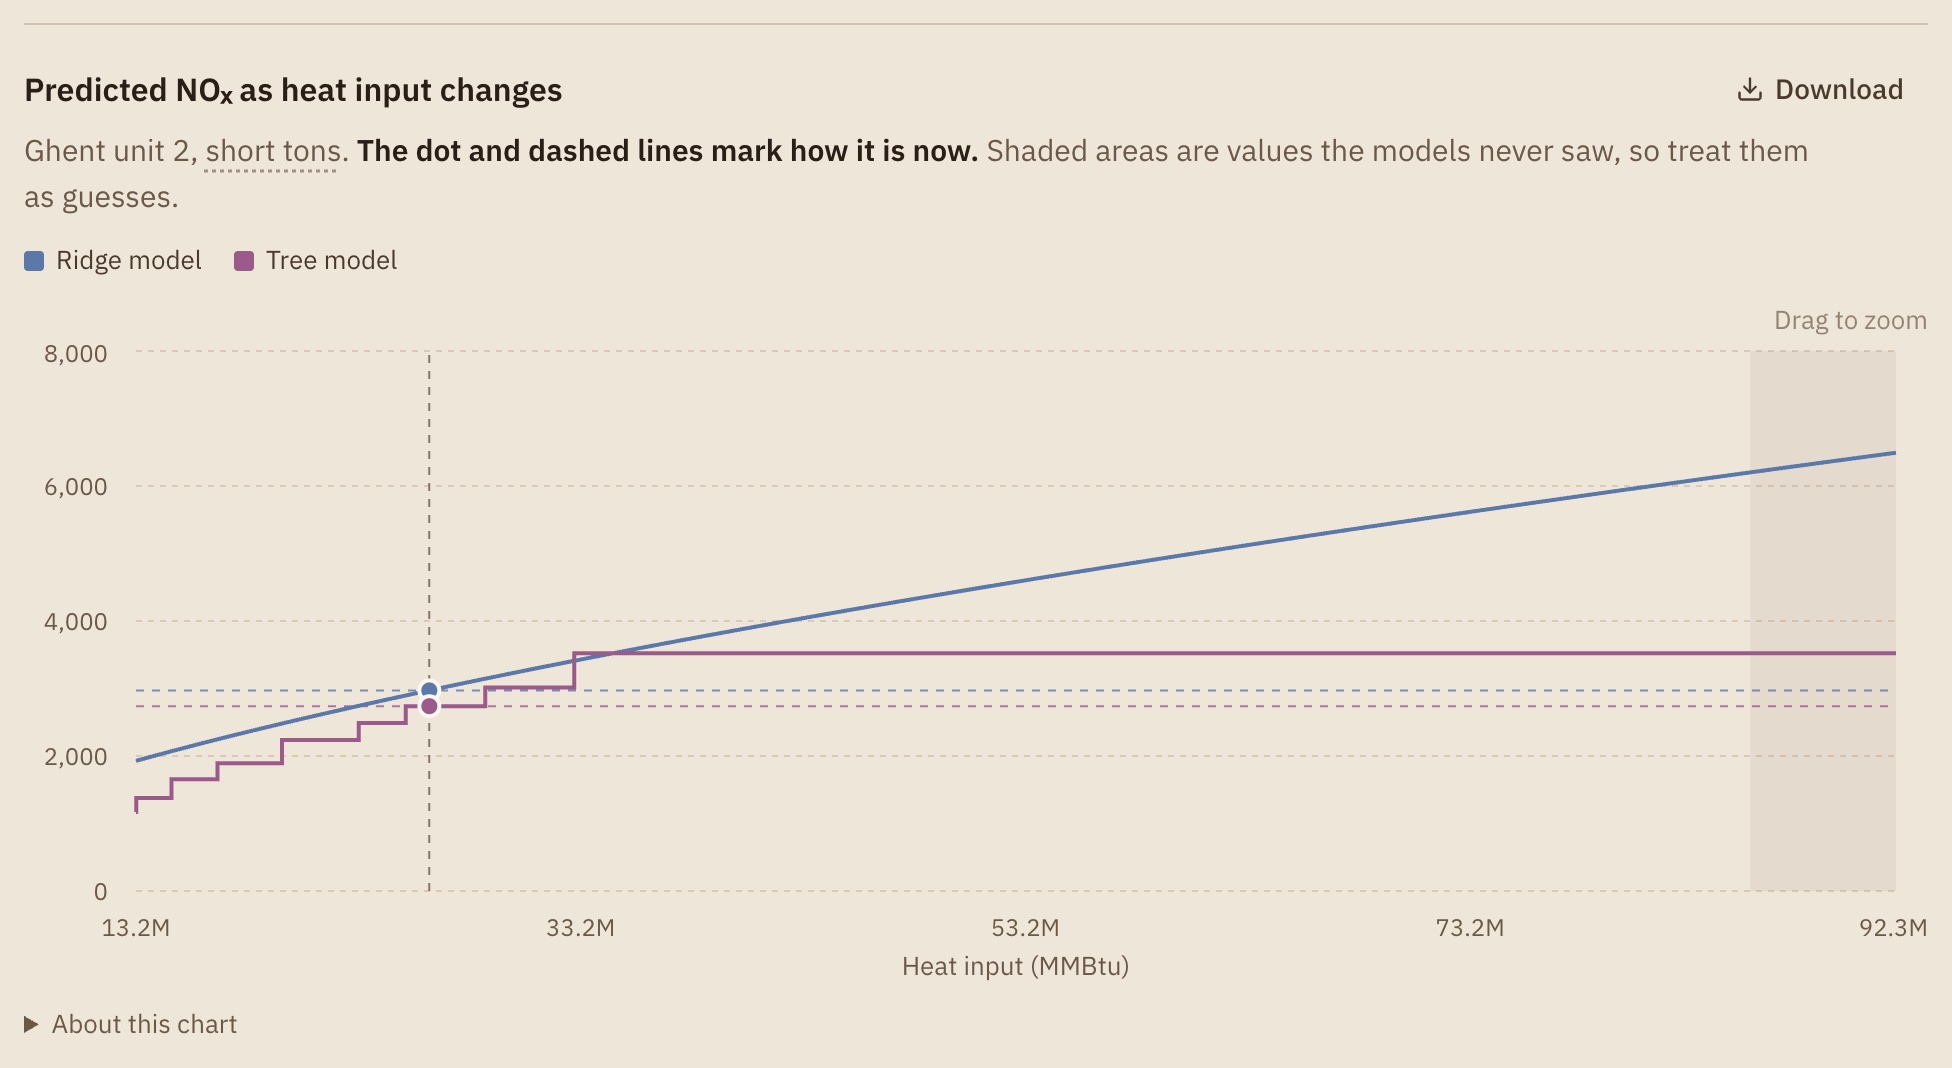 Predicted NOₓ as heat input changes
Download
Ghent unit 2, short tons. The dot and dashed lines mark how it is now. Shaded areas are values the models never saw, so treat them
as guesses.
Ridge model
Tree model
Drag to zoom
8,000
6,000
4,000
2,000
0
13.2M
33.2M
53.2M
73.2M
92.3M
Heat input (MMBtu)
About this chart